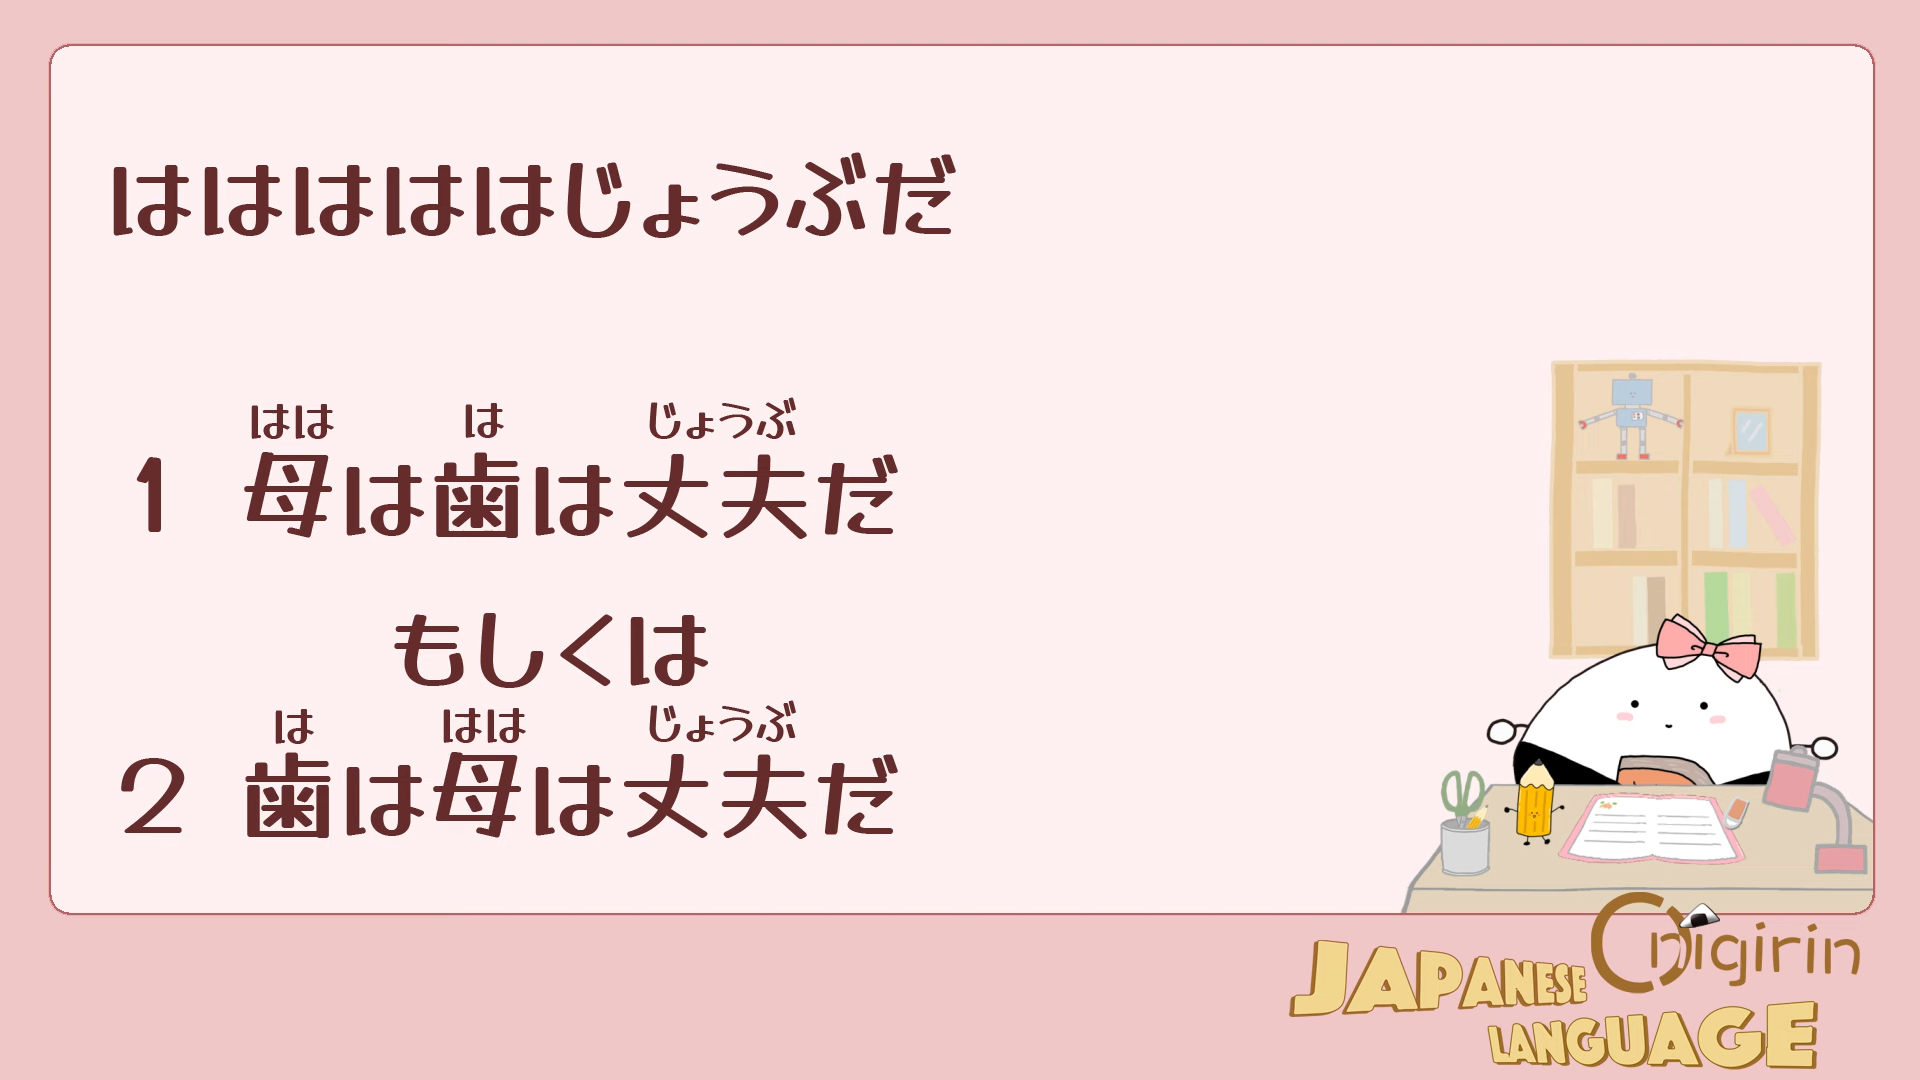 はははははじょうぶだ
はは は じょうぶ
1 母は歯は丈夫だ
もしくは
は はは じょうぶ
2 歯は母は丈夫だ
Onigirin
JAPANESE
LANGUAGE